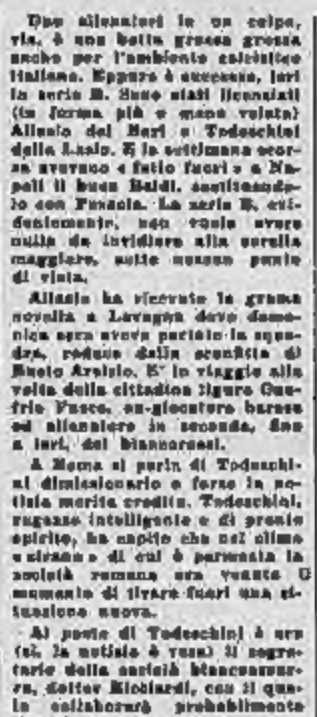 Due allenatori in un colpo,
via, è una botta grossa grossa
anche per l'ambiente calcistico
italiano. Eppure è successo, ieri
in serie B. Sono stati licenziati
(in forma più o meno velata)
Allasio del Bari e Todeschini
della Lazio. E la settimana scor-
sa avevano « fatto fuori » a Na-
poli il buon Baldi, sostituendo-
lo con Pesaola. La serie B, evi-
dentemente, non vuole avere
nulla da invidiare alla sorella
maggiore, sotto nessun punto
di vista.
Allasio ha ricevuto la grama
novella a Lavagna dove dome-
nica sera aveva portato la squa-
dra, reduce dalla sconfitta di
Busto Arsizio. E' in viaggio alla
volta della cittadina ligure
Fusco, ex-giocatore barese
ed allenatore in seconda, fino
a ieri, dei biancorossi.
A Roma si parla di Todeschi-
ni dimissionario e forse la no-
tizia merita credito. Todeschini,
ragazzo intelligente e di pronto
spirito, ha capito che nel clima
« strano » di cui è permeata la
società romana era venuto il
momento di tirare fuori una si-
tuazione nuova.
Al posto di Todeschini è ora
la notizia è vera) il segre-
tario della società biancoazzur-
ra, dottor con il qua-
le collaborerà probabilmente